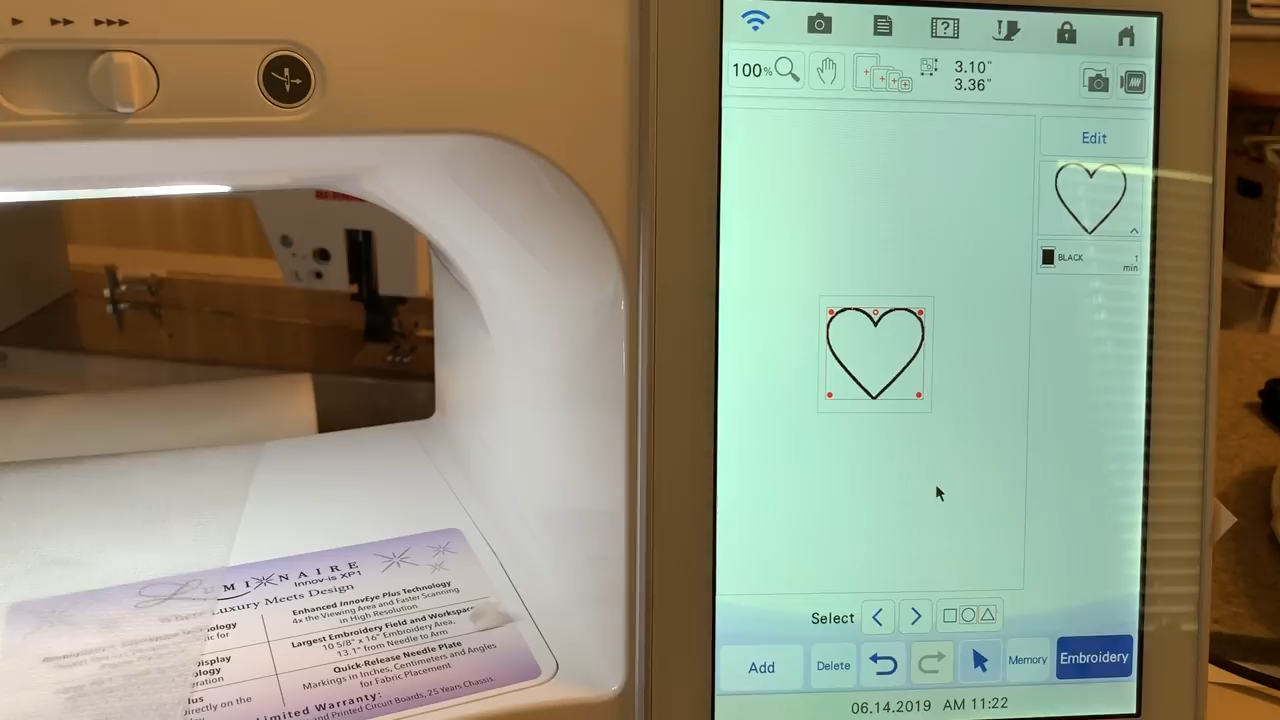 100%
3.10"
3.36"
Edit
BLACK
1
min
Select
Add
Delete
Memory
Embroidery
06.14.2019 AM 11:22
LUMINAIRE
Innov-is XP1
Luxury Meets Design
Enhanced InnovEye Plus Technology
4x the Viewing Area and Faster Scanning
in High Resolution
Largest Embroidery Field and Workspace
10 5/8" x 16" Embroidery Area,
13.1" from Needle to Arm
Quick-Release Needle Plate
Markings in Inches, Centimeters and Angles
for Fabric Placement
Limited Warranty:
and Printed Circuit Boards, 25 Years Chassis.